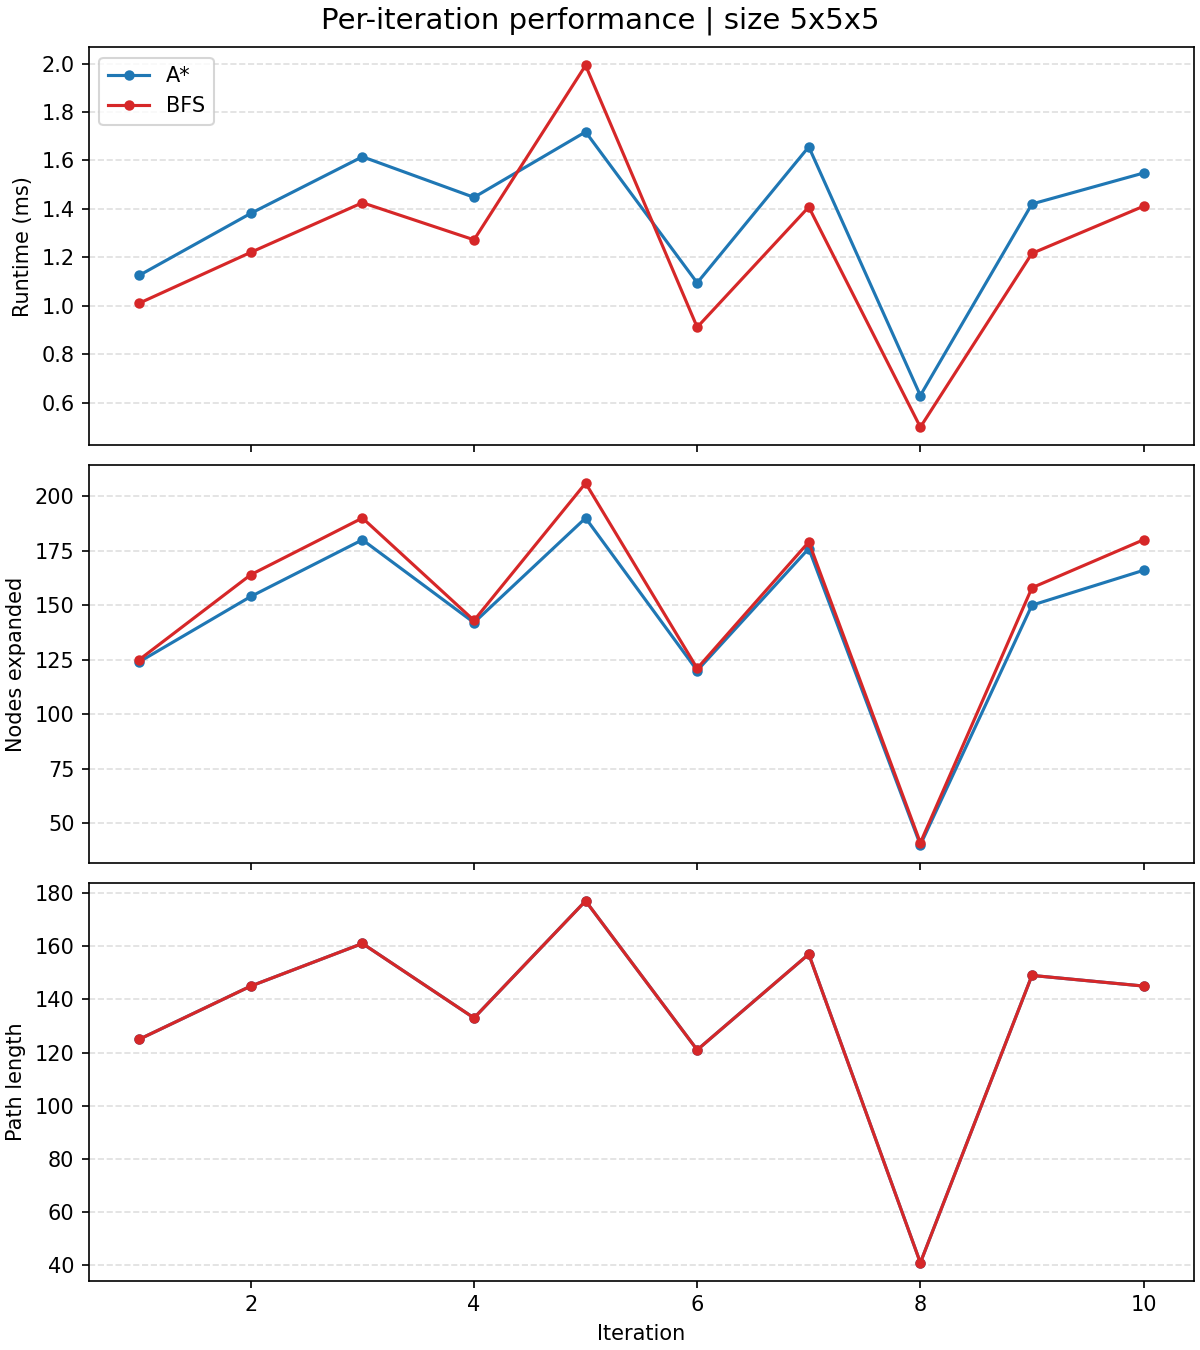 Per-iteration performance | size 5x5x5
A*
BFS
Runtime (ms)
2.0
1.8
1.6
1.4
1.2
1.0
0.8
0.6
Nodes expanded
200
175
150
125
100
75
50
Path length
180
160
140
120
100
80
60
40
2 4 6 8 10
Iteration